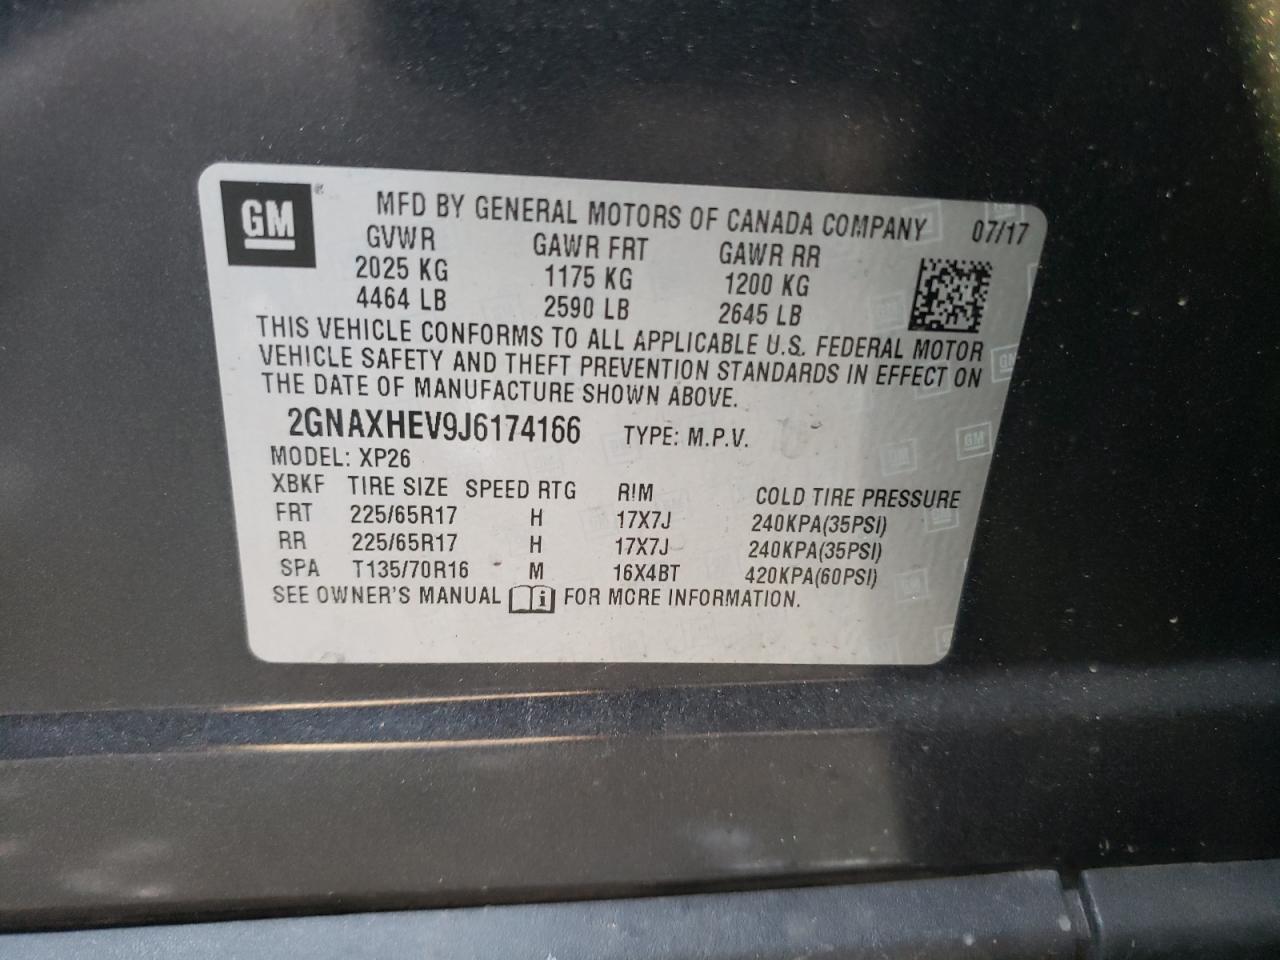 GM
MFD BY GENERAL MOTORS OF CANADA COMPANY 07/17
GVWR GAWR FRT GAWR RR
2025 KG 1175 KG 1200 KG
4464 LB 2590 LB 2645 LB
THIS VEHICLE CONFORMS TO ALL APPLICABLE U.S. FEDERAL MOTOR
VEHICLE SAFETY AND THEFT PREVENTION STANDARDS IN EFFECT ON
THE DATE OF MANUFACTURE SHOWN ABOVE.
2GNAXHEV9J6174166 TYPE: M.P.V.
MODEL: XP26
XBKF TIRE SIZE SPEED RTG RIM COLD TIRE PRESSURE
FRT 225/65R17 H 17X7J 240KPA(35PSI)
RR 225/65R17 H 17X7J 240KPA(35PSI)
SPA T135/70R16 M 16X4BT 420KPA(60PSI)
SEE OWNER'S MANUAL i FOR MORE INFORMATION.